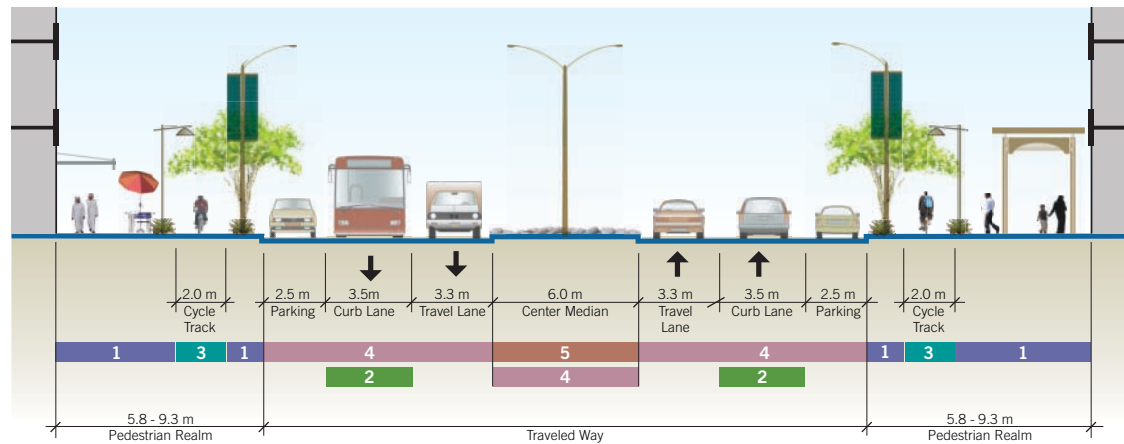 2.0 m
Cycle
Track
2.5 m
Parking
3.5m
Curb Lane
3.3 m
Travel Lane
6.0 m
Center Median
3.3 m
Travel
Lane
3.5 m
Curb Lane
2.5 m
Parking
2.0 m
Cycle
Track
1 3 1 4 5 4 1 3 1
2 4 2
5.8 - 9.3 m
Pedestrian Realm
Traveled Way
5.8 - 9.3 m
Pedestrian Realm